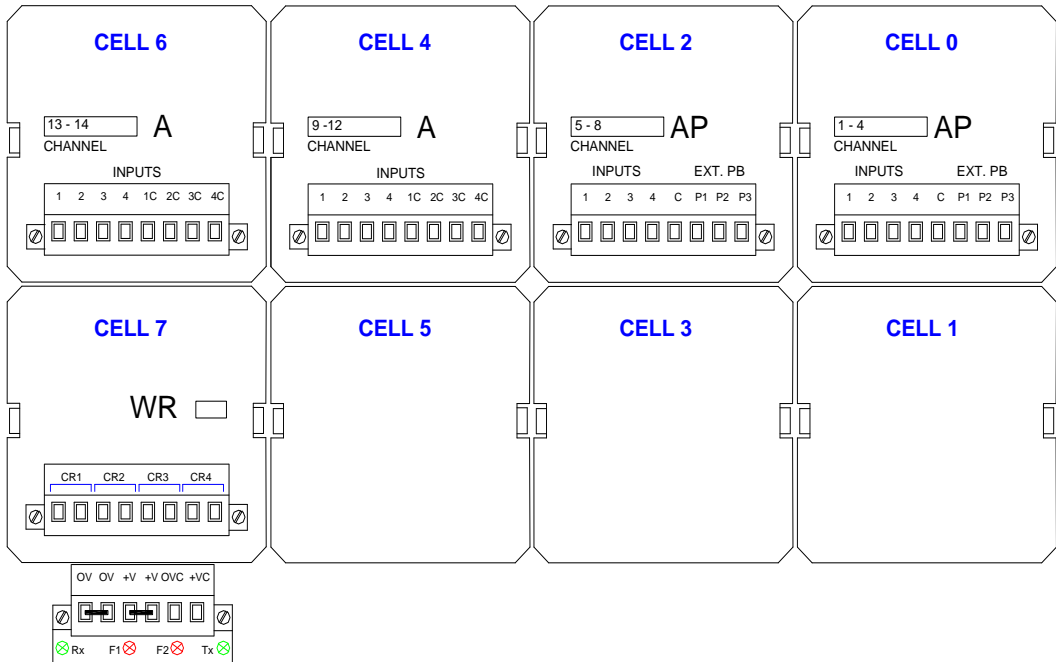 CELL 6
13 - 14 A
CHANNEL
INPUTS
1 2 3 4 1C 2C 3C 4C
CELL 4
9 -12 A
CHANNEL
INPUTS
1 2 3 4 1C 2C 3C 4C
CELL 2
5 - 8 AP
CHANNEL
INPUTS EXT. PB
1 2 3 4 C P1 P2 P3
CELL 0
1 - 4 AP
CHANNEL
INPUTS EXT. PB
1 2 3 4 C P1 P2 P3
CELL 7
WR
CR1 CR2 CR3 CR4
CELL 5
CELL 3
CELL 1
OV OV +V +V OVC +VC
Rx F1 F2 Tx